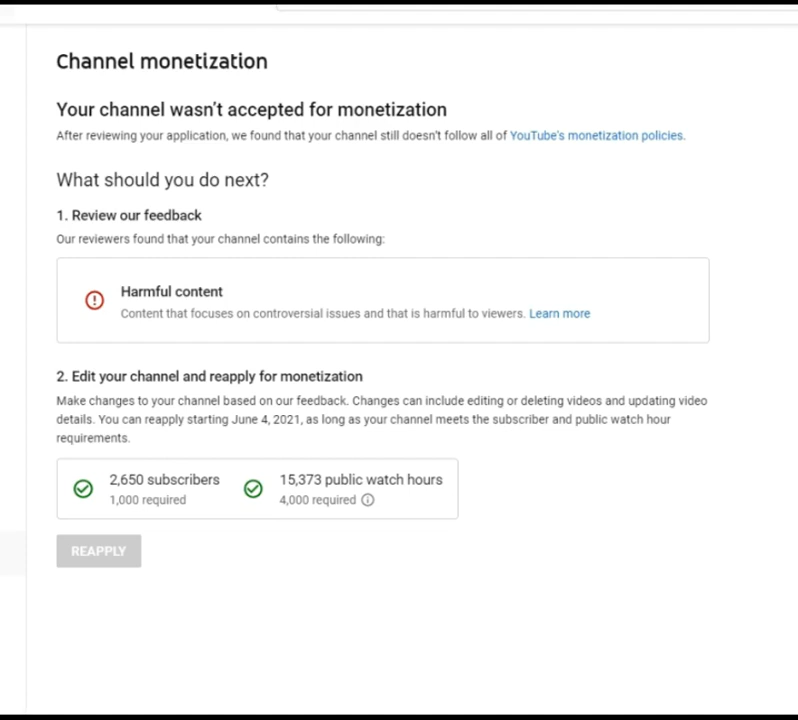 Channel monetization
Your channel wasn't accepted for monetization
After reviewing your application, we found that your channel still doesn't follow all of YouTube's monetization policies.
What should you do next?
1. Review our feedback
Our reviewers found that your channel contains the following:
Harmful content
Content that focuses on controversial issues and that is harmful to viewers. Learn more
2. Edit your channel and reapply for monetization
Make changes to your channel based on our feedback. Changes can include editing or deleting videos and updating video
details. You can reapply starting June 4, 2021, as long as your channel meets the subscriber and public watch hour
requirements.
2,650 subscribers
1,000 required
15,373 public watch hours
4,000 required
REAPPLY